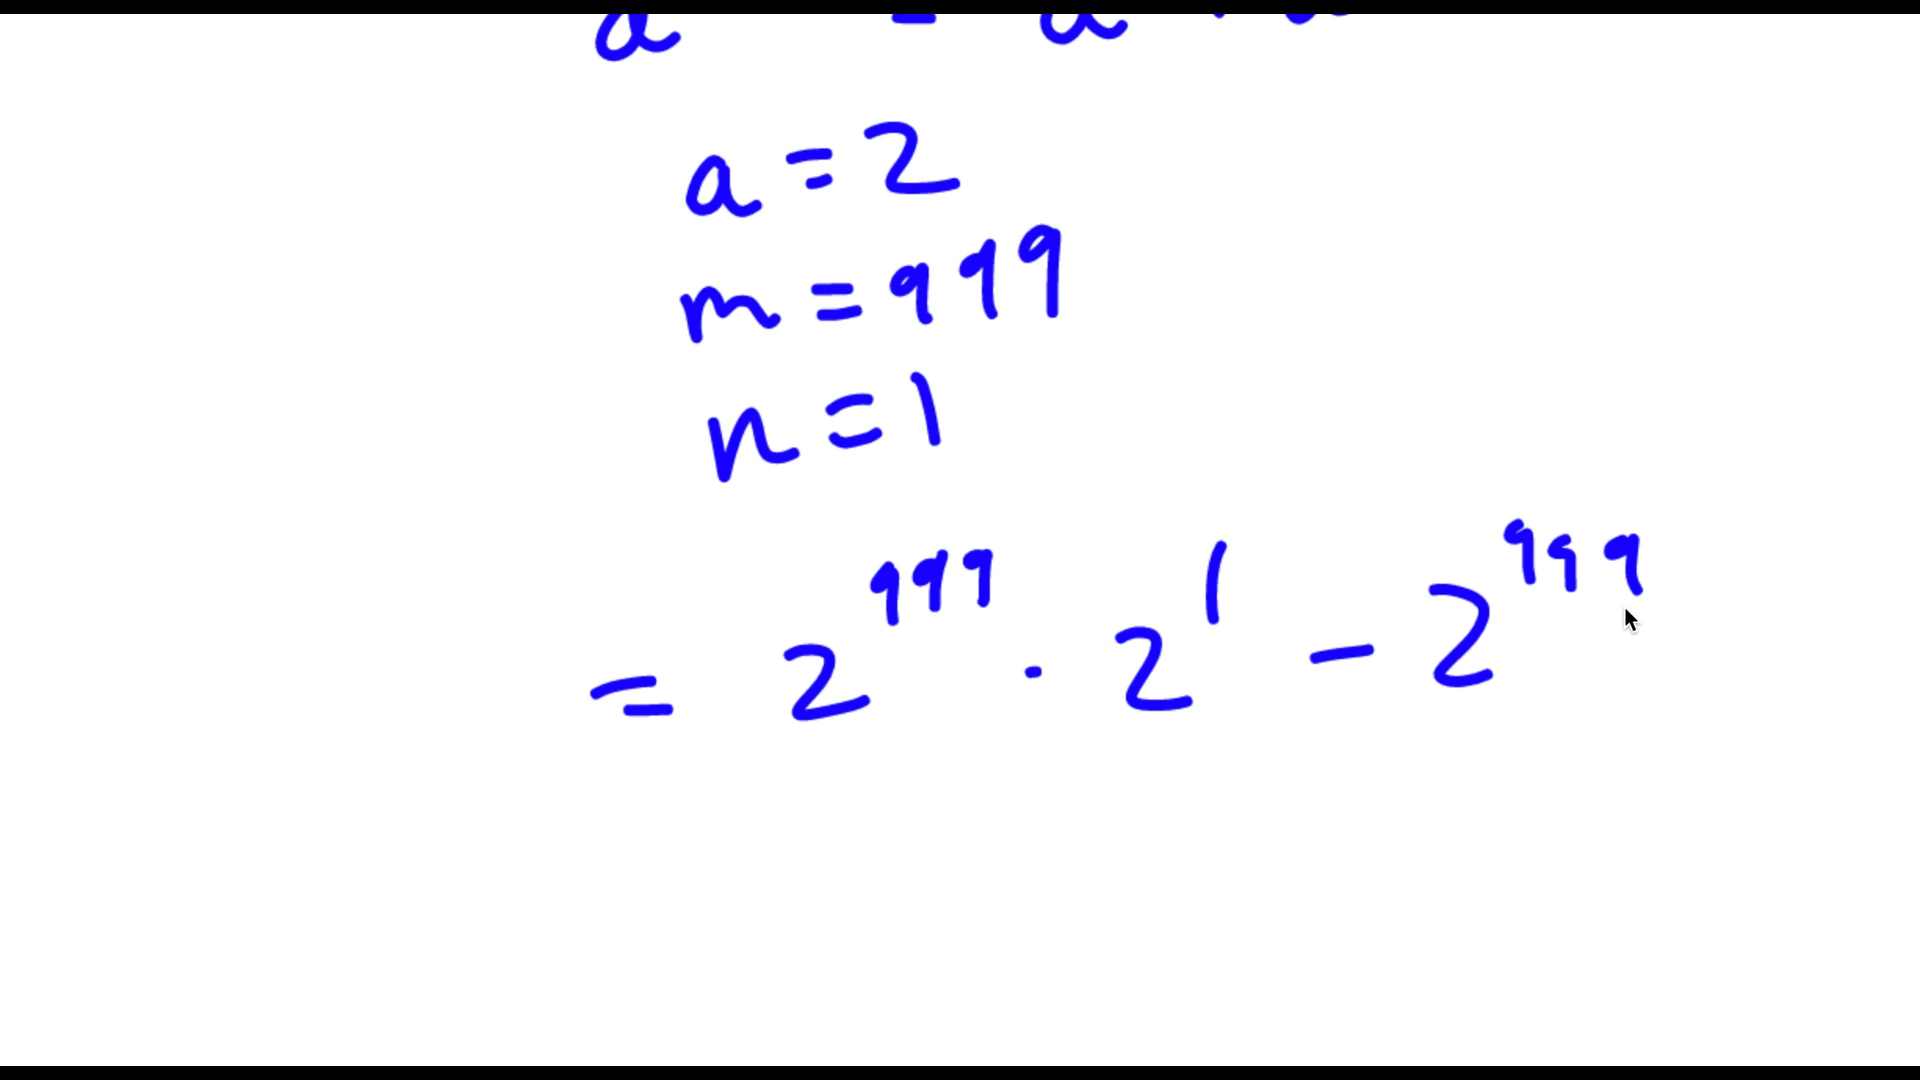 a = 2
m = 999
n = 1
= 2^999 · 2^1 - 2^999